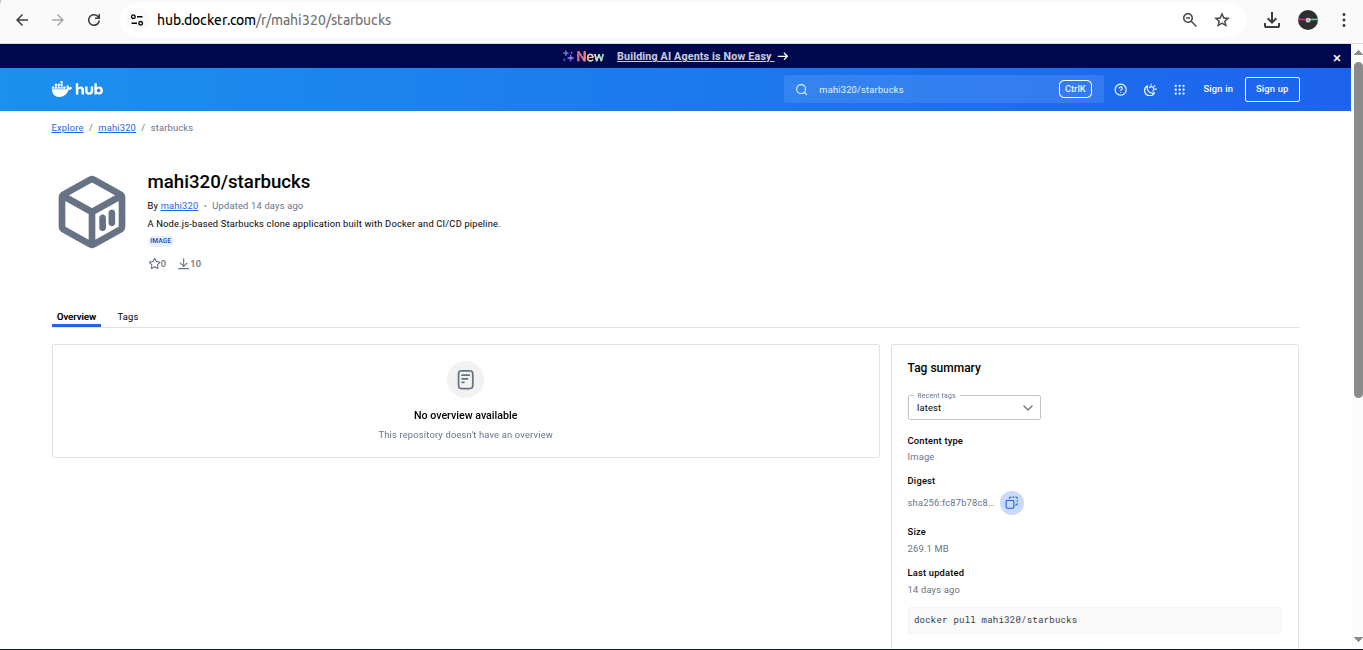 hub.docker.com/r/mahi320/starbucks
New Building AI Agents is Now Easy →
hub
mahi320/starbucks
CtrlK
Sign in
Sign up
Explore / mahi320 / starbucks
mahi320/starbucks
By mahi320 · Updated 14 days ago
A Node.js-based Starbucks clone application built with Docker and CI/CD pipeline.
IMAGE
0 10
Overview Tags
No overview available
This repository doesn't have an overview
Tag summary
Recent tags
latest
Content type
Image
Digest
sha256:fc87b78c8...
Size
269.1 MB
Last updated
14 days ago
docker pull mahi320/starbucks